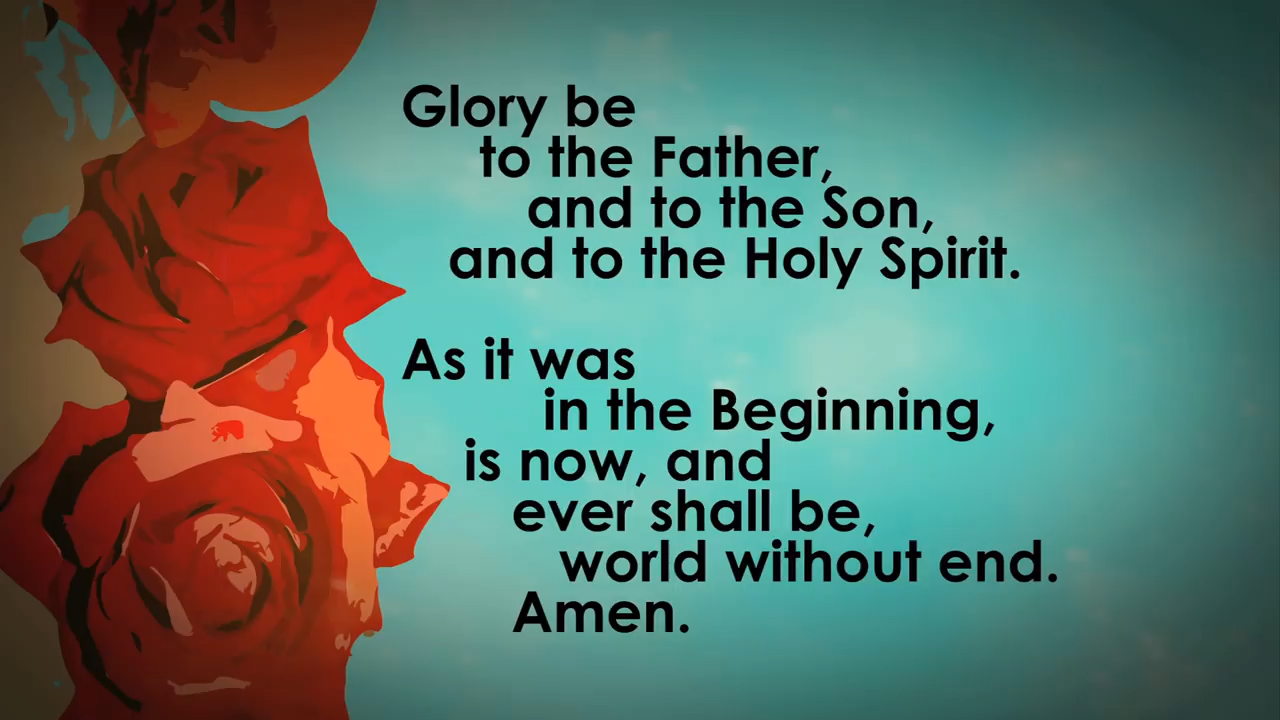 Glory be
to the Father,
and to the Son,
and to the Holy Spirit.
As it was
in the Beginning,
is now, and
ever shall be,
world without end.
Amen.